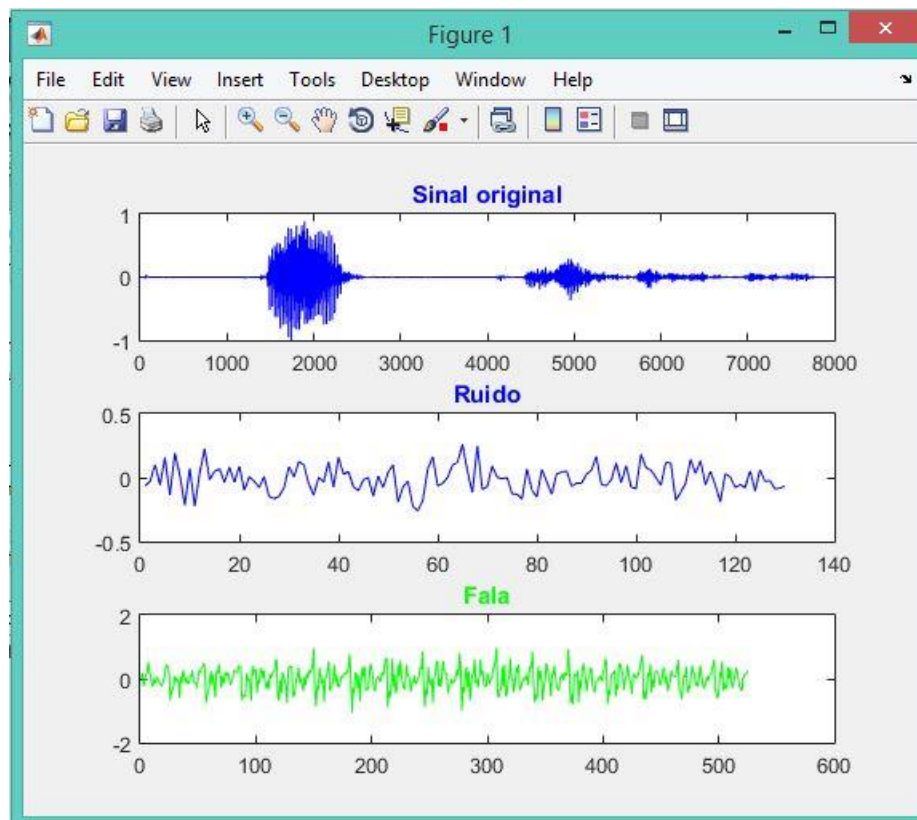 Figure 1
File Edit View Insert Tools Desktop Window Help
Sinal original
1
0
-1
0 1000 2000 3000 4000 5000 6000 7000 8000
Ruido
0.5
0
-0.5
0 20 40 60 80 100 120 140
Fala
2
0
-2
0 100 200 300 400 500 600